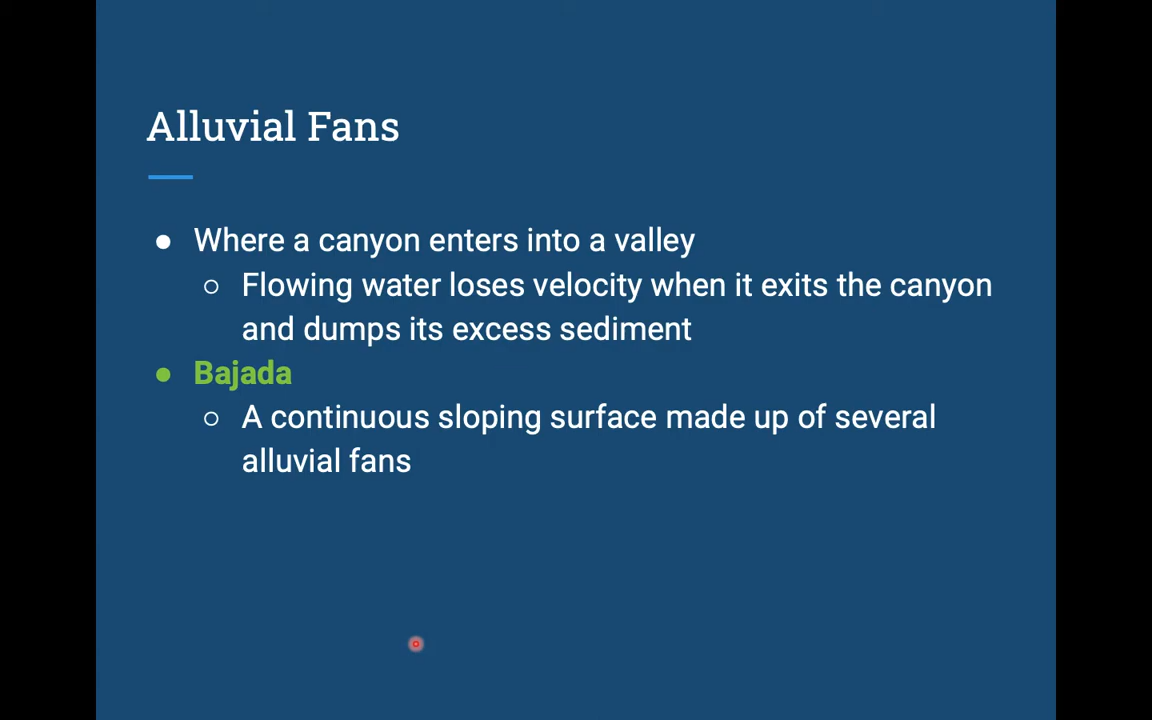 Alluvial Fans
● Where a canyon enters into a valley
○ Flowing water loses velocity when it exits the canyon
and dumps its excess sediment
● Bajada
○ A continuous sloping surface made up of several
alluvial fans